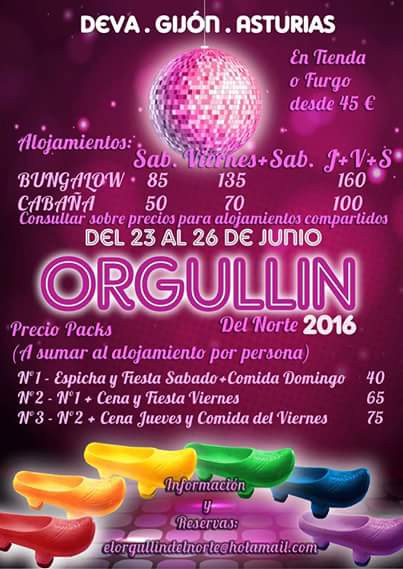 DEVA . GIJÓN . ASTURIAS
En Tienda
o Furgo
desde 45 €
Alojamientos:
Sab. Viernes+Sab. J+V+S
BUNGALOW 85 135 160
CABAÑA 50 70 100
Consultar sobre precios para alojamientos compartidos
DEL 23 AL 26 DE JUNIO
ORGULLIN
Del Norte 2016
Precio Packs
(A sumar al alojamiento por persona)
Nº1 - Espicha y Fiesta Sabado+Comida Domingo 40
Nº2 - Nº1 + Cena y Fiesta Viernes 65
Nº3 - Nº2 + Cena Jueves y Comida del Viernes 75
Información
y
Reservas:
elorgullindelnorte@hotamail.com